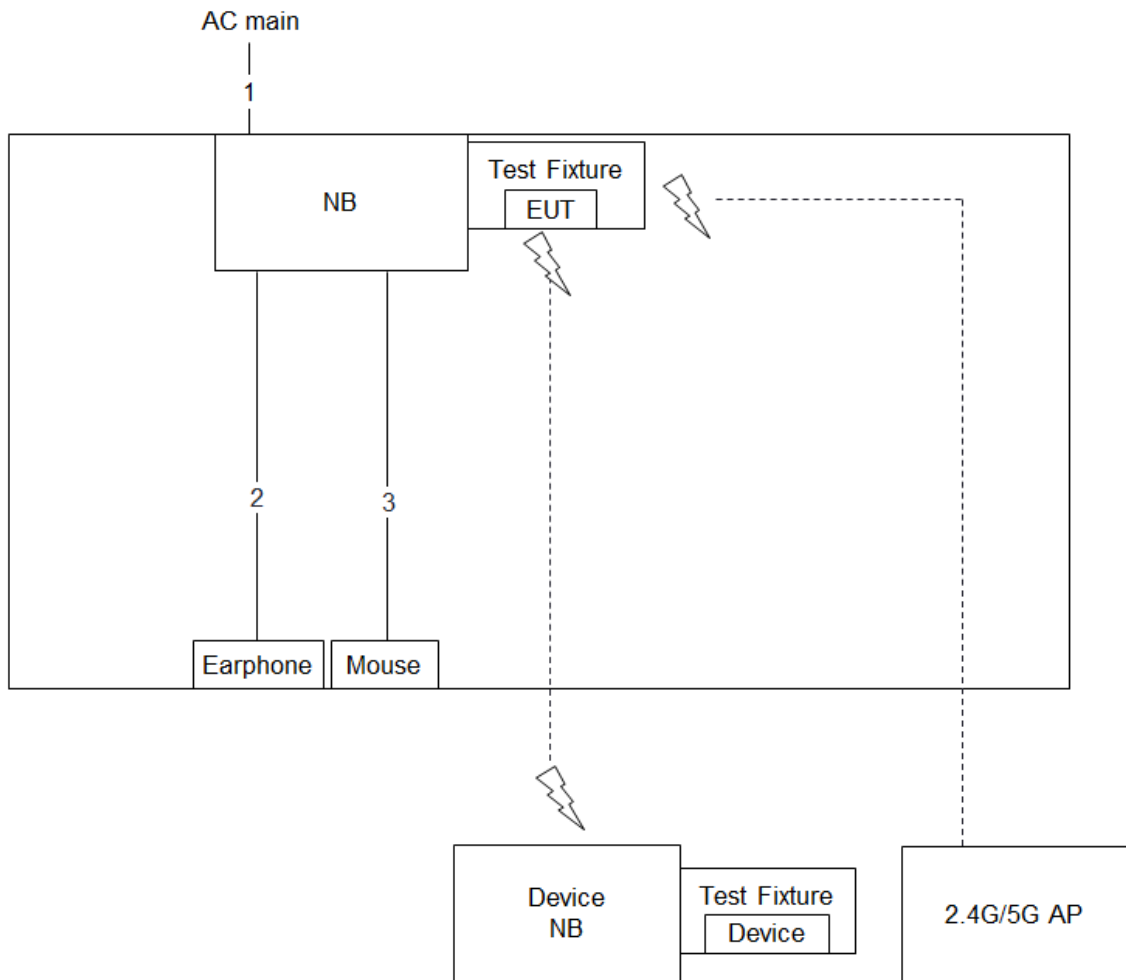 AC main
1
Test Fixture
NB
EUT
2
3
Earphone
Mouse
Device
NB
Test Fixture
Device
2.4G/5G AP